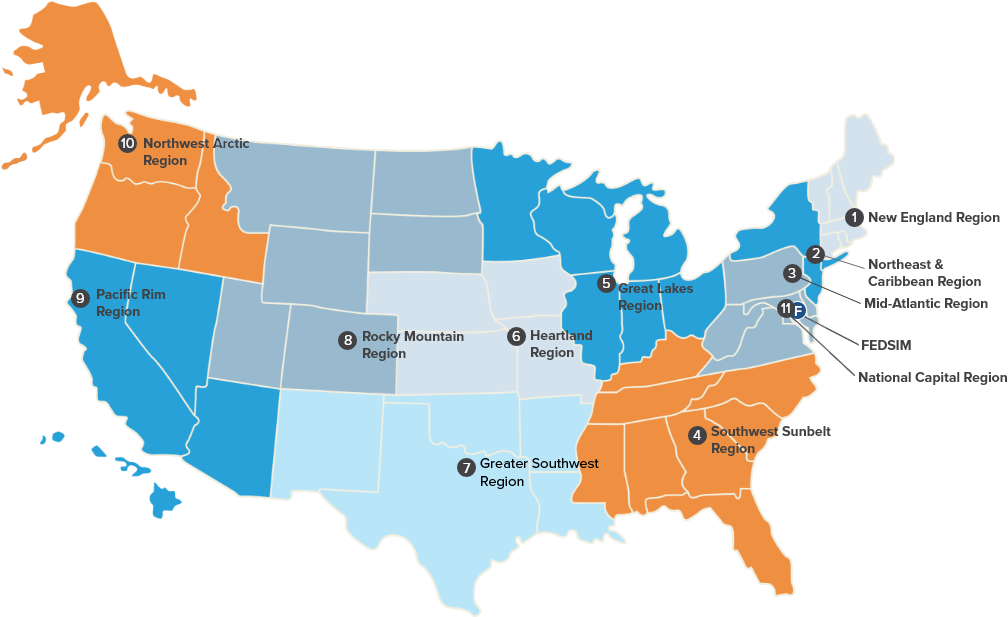 10 Northwest Arctic
Region
1 New England Region
2
Northeast &
Caribbean Region
3
Mid-Atlantic Region
9 Pacific Rim
Region
5 Great Lakes
Region
11 F
8 Rocky Mountain
Region
6 Heartland
Region
FEDSIM
National Capital Region
4 Southwest Sunbelt
Region
7 Greater Southwest
Region